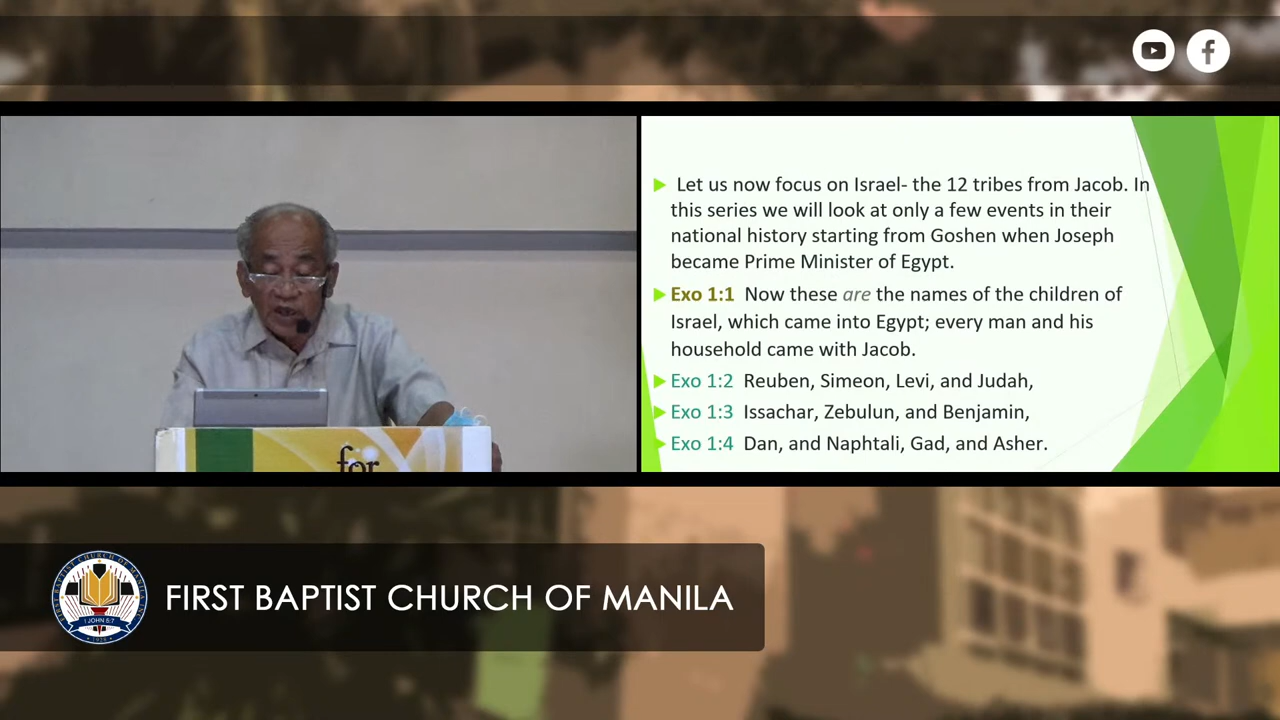 Let us now focus on Israel- the 12 tribes from Jacob. In
this series we will look at only a few events in their
national history starting from Goshen when Joseph
became Prime Minister of Egypt.
Exo 1:1 Now these are the names of the children of
Israel, which came into Egypt; every man and his
household came with Jacob.
Exo 1:2 Reuben, Simeon, Levi, and Judah,
Exo 1:3 Issachar, Zebulun, and Benjamin,
Exo 1:4 Dan, and Naphtali, Gad, and Asher.
for
FIRST BAPTIST CHURCH OF MANILA
I JOHN 5:7